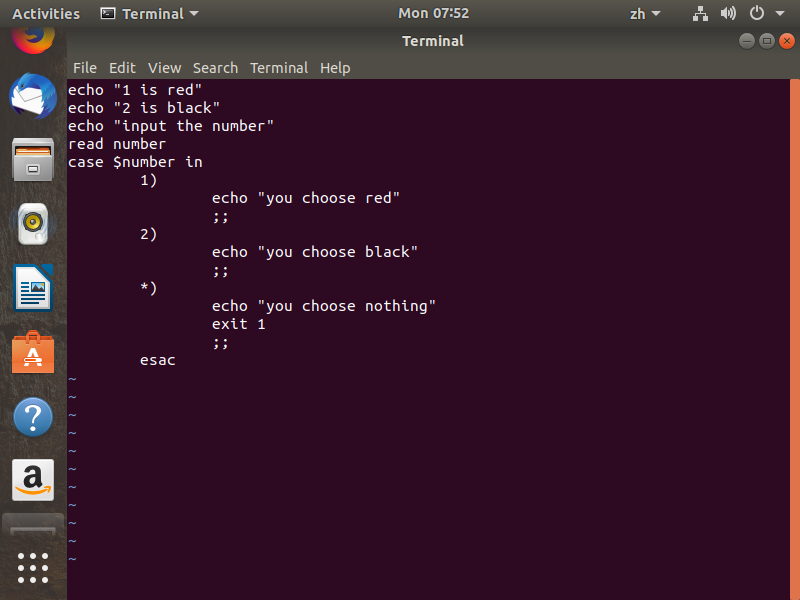 Activities Terminal Mon 07:52 zh
Terminal
File Edit View Search Terminal Help
echo "1 is red"
echo "2 is black"
echo "input the number"
read number
case $number in
1)
echo "you choose red"
;;
2)
echo "you choose black"
;;
*)
echo "you choose nothing"
exit 1
;;
esac
~
~
~
~
~
~
~
~
~
~
~